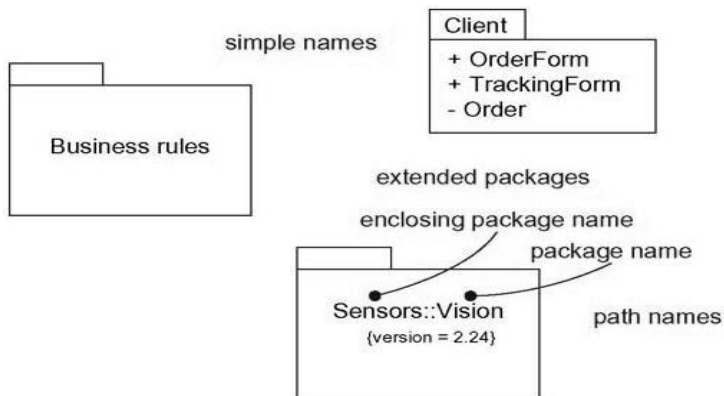 Client
simple names
+ OrderForm
+ TrackingForm
- Order
Business rules
extended packages
enclosing package name
package name
Sensors::Vision
path names
{version = 2.24}